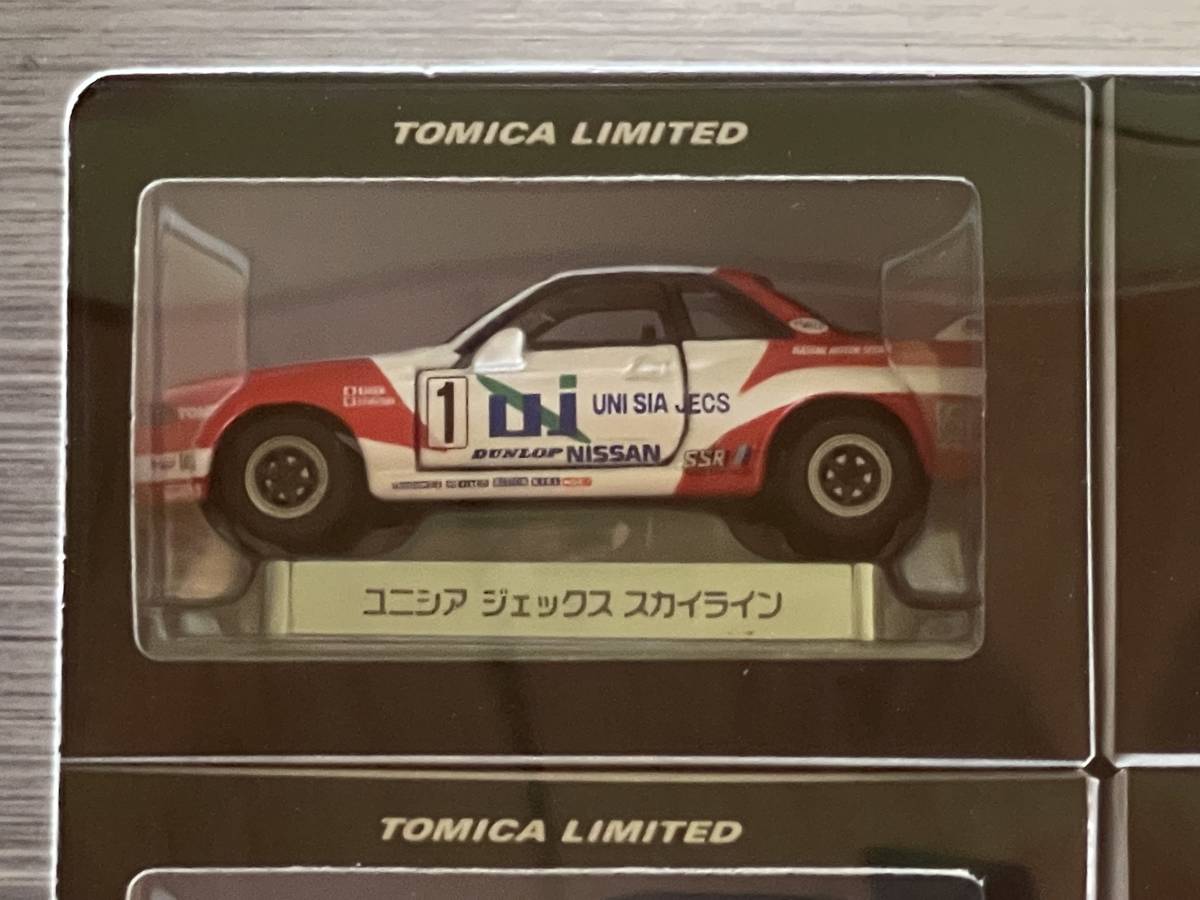 TOMICA LIMITED
1
UNI SIA JECS
DUNLOP NISSAN
SSR
ユニシア ジェックス スカイライン
TOMICA LIMITED